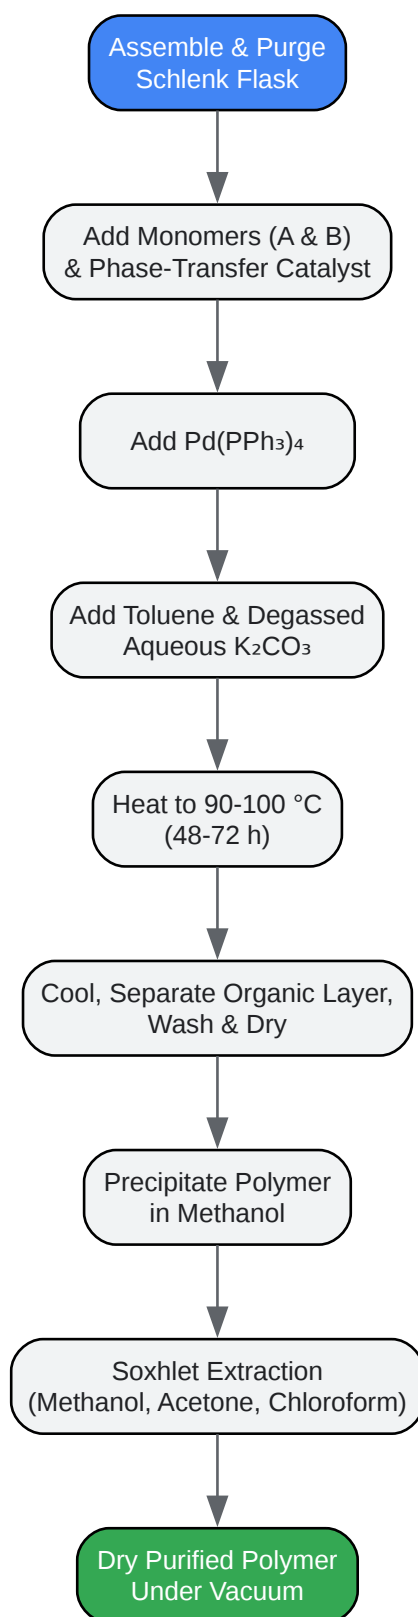 Assemble & Purge
Schlenk Flask
Add Monomers (A & B)
& Phase-Transfer Catalyst
Add Pd(PPh₃)₄
Add Toluene & Degassed
Aqueous K₂CO₃
Heat to 90-100 °C
(48-72 h)
Cool, Separate Organic Layer,
Wash & Dry
Precipitate Polymer
in Methanol
Soxhlet Extraction
(Methanol, Acetone, Chloroform)
Dry Purified Polymer
Under Vacuum